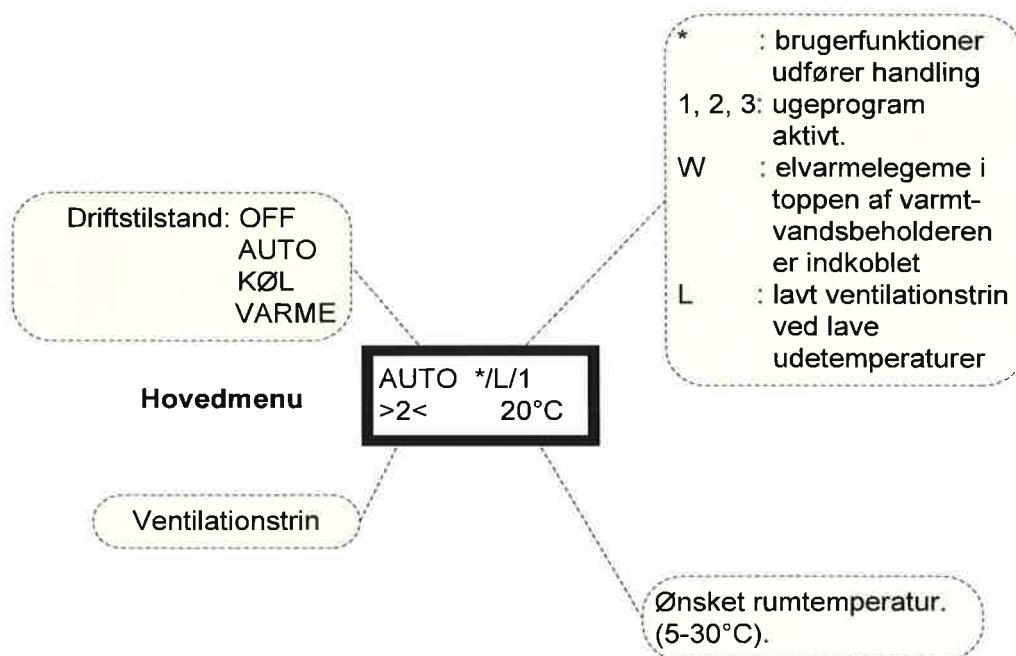 * : brugerfunktioner
udfører handling
1, 2, 3: ugeprogram
aktivt.
W : elvarmelegeme i
toppen af varmt-
vandsbeholderen
er indkoblet
L : lavt ventilationstrin
ved lave
udetemperaturer
Driftstilstand: OFF
AUTO
KØL
VARME
Hovedmenu
AUTO */L/1
>2< 20°C
Ventilationstrin
Ønsket rumtemperatur.
(5-30°C).